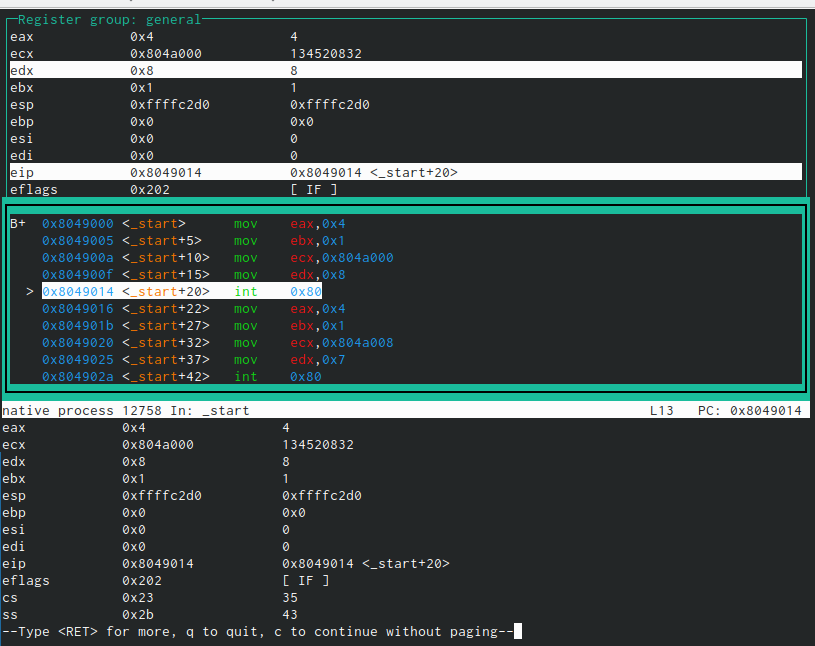 Register group: general
eax 0x4 4
ecx 0x804a000 134520832
edx 0x8 8
ebx 0x1 1
esp 0xffffc2d0 0xffffc2d0
ebp 0x0 0x0
esi 0x0 0
edi 0x0 0
eip 0x8049014 0x8049014 <_start+20>
eflags 0x202 [ IF ]
B+ 0x8049000 <_start> mov eax,0x4
0x8049005 <_start+5> mov ebx,0x1
0x804900a <_start+10> mov ecx,0x804a000
0x804900f <_start+15> mov edx,0x8
> 0x8049014 <_start+20> int 0x80
0x8049016 <_start+22> mov eax,0x4
0x804901b <_start+27> mov ebx,0x1
0x8049020 <_start+32> mov ecx,0x804a008
0x8049025 <_start+37> mov edx,0x7
0x804902a <_start+42> int 0x80
native process 12758 In: _start L13 PC: 0x8049014
eax 0x4 4
ecx 0x804a000 134520832
edx 0x8 8
ebx 0x1 1
esp 0xffffc2d0 0xffffc2d0
ebp 0x0 0x0
esi 0x0 0
edi 0x0 0
eip 0x8049014 0x8049014 <_start+20>
eflags 0x202 [ IF ]
cs 0x23 35
ss 0x2b 43
--Type <RET> for more, q to quit, c to continue without paging--